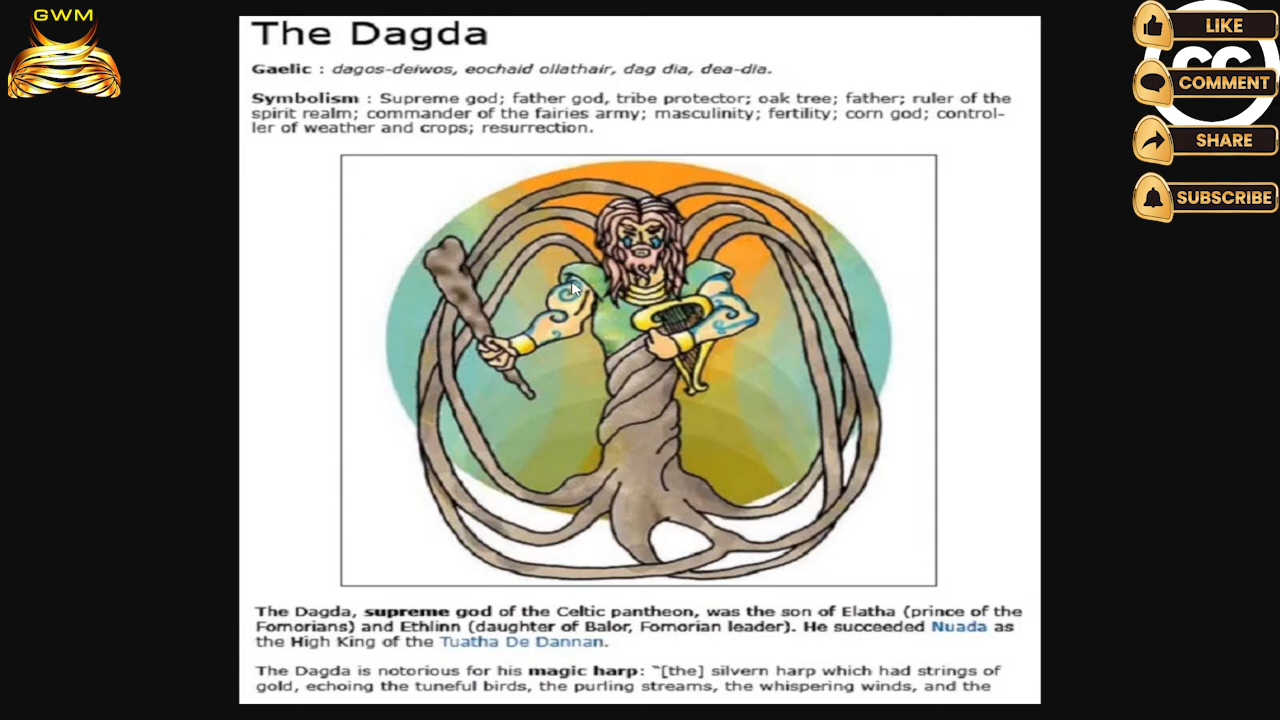 GWM
The Dagda
Gaelic : dagos-deiwos, eochaid ollathair, dag dia, dea-dia.
Symbolism : Supreme god; father god, tribe protector; oak tree; father; ruler of the
spirit realm; commander of the fairies army; masculinity; fertility; corn god; control-
ler of weather and crops; resurrection.
The Dagda, supreme god of the Celtic pantheon, was the son of Elatha (prince of the
Fomorians) and Ethlinn (daughter of Balor, Fomorian leader). He succeeded Nuada as
the High King of the Tuatha De Dannan.
The Dagda is notorious for his magic harp: “[the] silvern harp which had strings of
gold, echoing the tuneful birds, the purling streams, the whispering winds, and the
LIKE
CC
COMMENT
SHARE
SUBSCRIBE